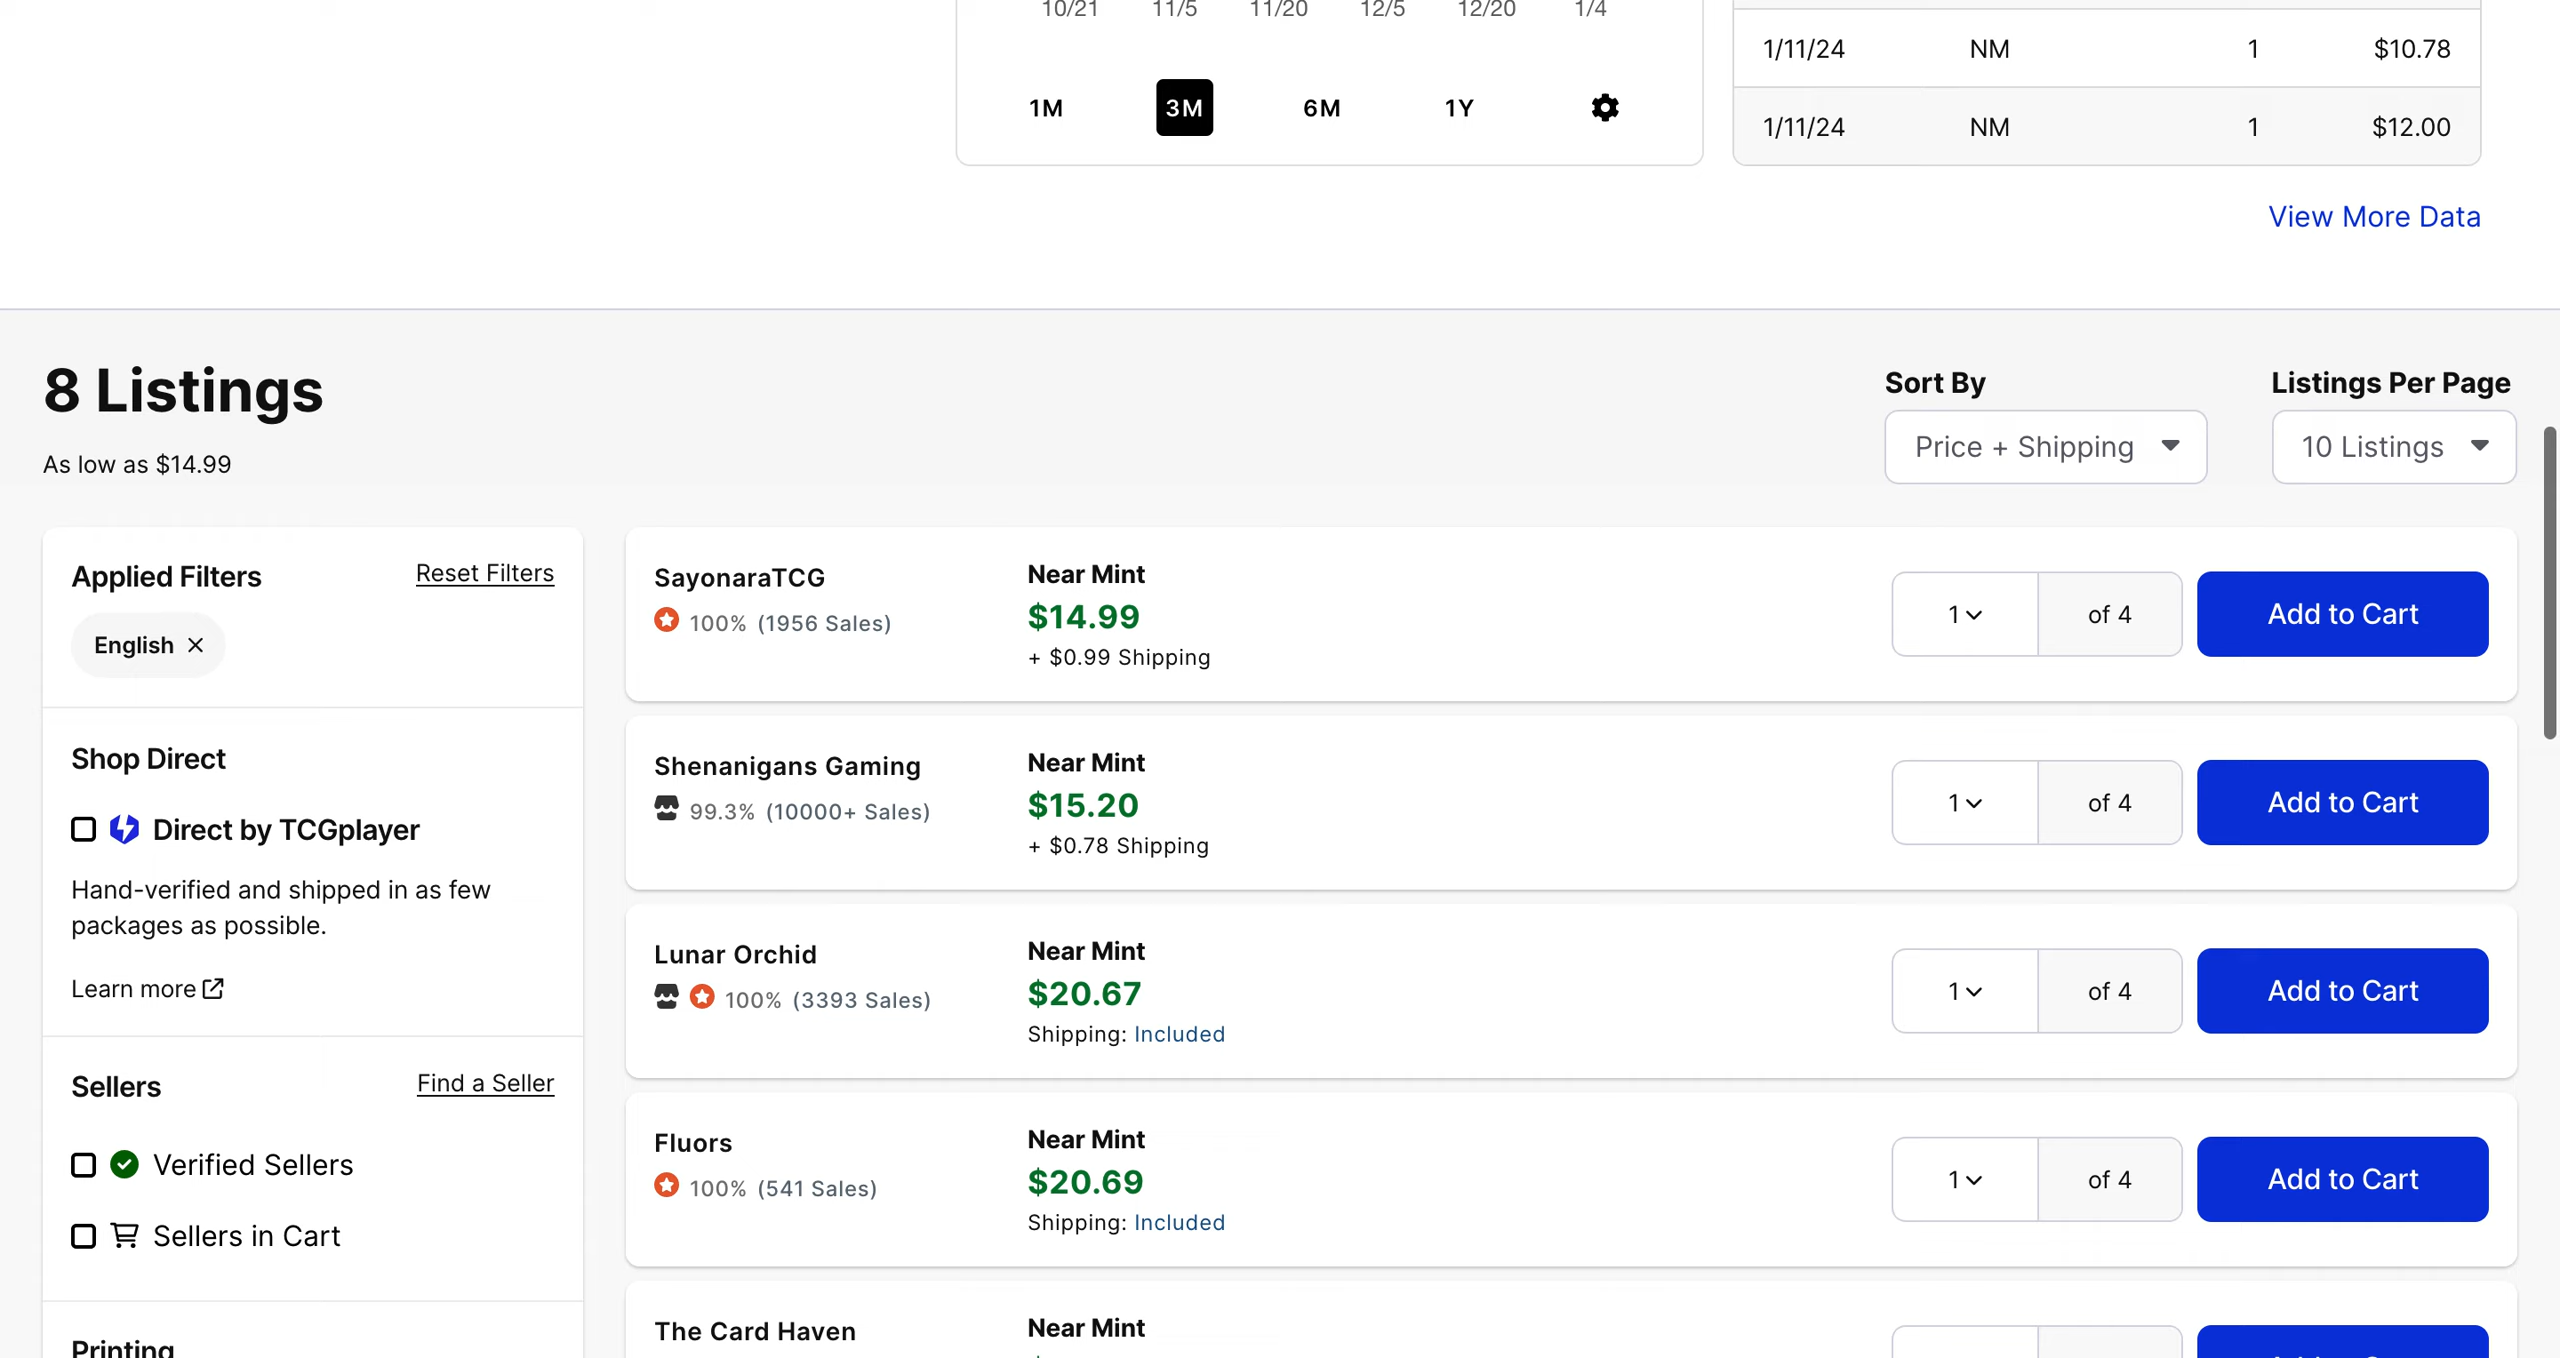 10/21 11/5 11/20 12/5 12/20 1/4
1M 3M 6M 1Y
1/11/24 NM 1 $10.78
1/11/24 NM 1 $12.00
View More Data
8 Listings
As low as $14.99
Sort By
Price + Shipping
Listings Per Page
10 Listings
Applied Filters
Reset Filters
English
Shop Direct
Direct by TCGplayer
Hand-verified and shipped in as few
packages as possible.
Learn more
Sellers
Find a Seller
Verified Sellers
Sellers in Cart
Printing
SayonaraTCG
100% (1956 Sales)
Near Mint
$14.99
+ $0.99 Shipping
1 of 4
Add to Cart
Shenanigans Gaming
99.3% (10000+ Sales)
Near Mint
$15.20
+ $0.78 Shipping
1 of 4
Add to Cart
Lunar Orchid
100% (3393 Sales)
Near Mint
$20.67
Shipping: Included
1 of 4
Add to Cart
Fluors
100% (541 Sales)
Near Mint
$20.69
Shipping: Included
1 of 4
Add to Cart
The Card Haven
Near Mint